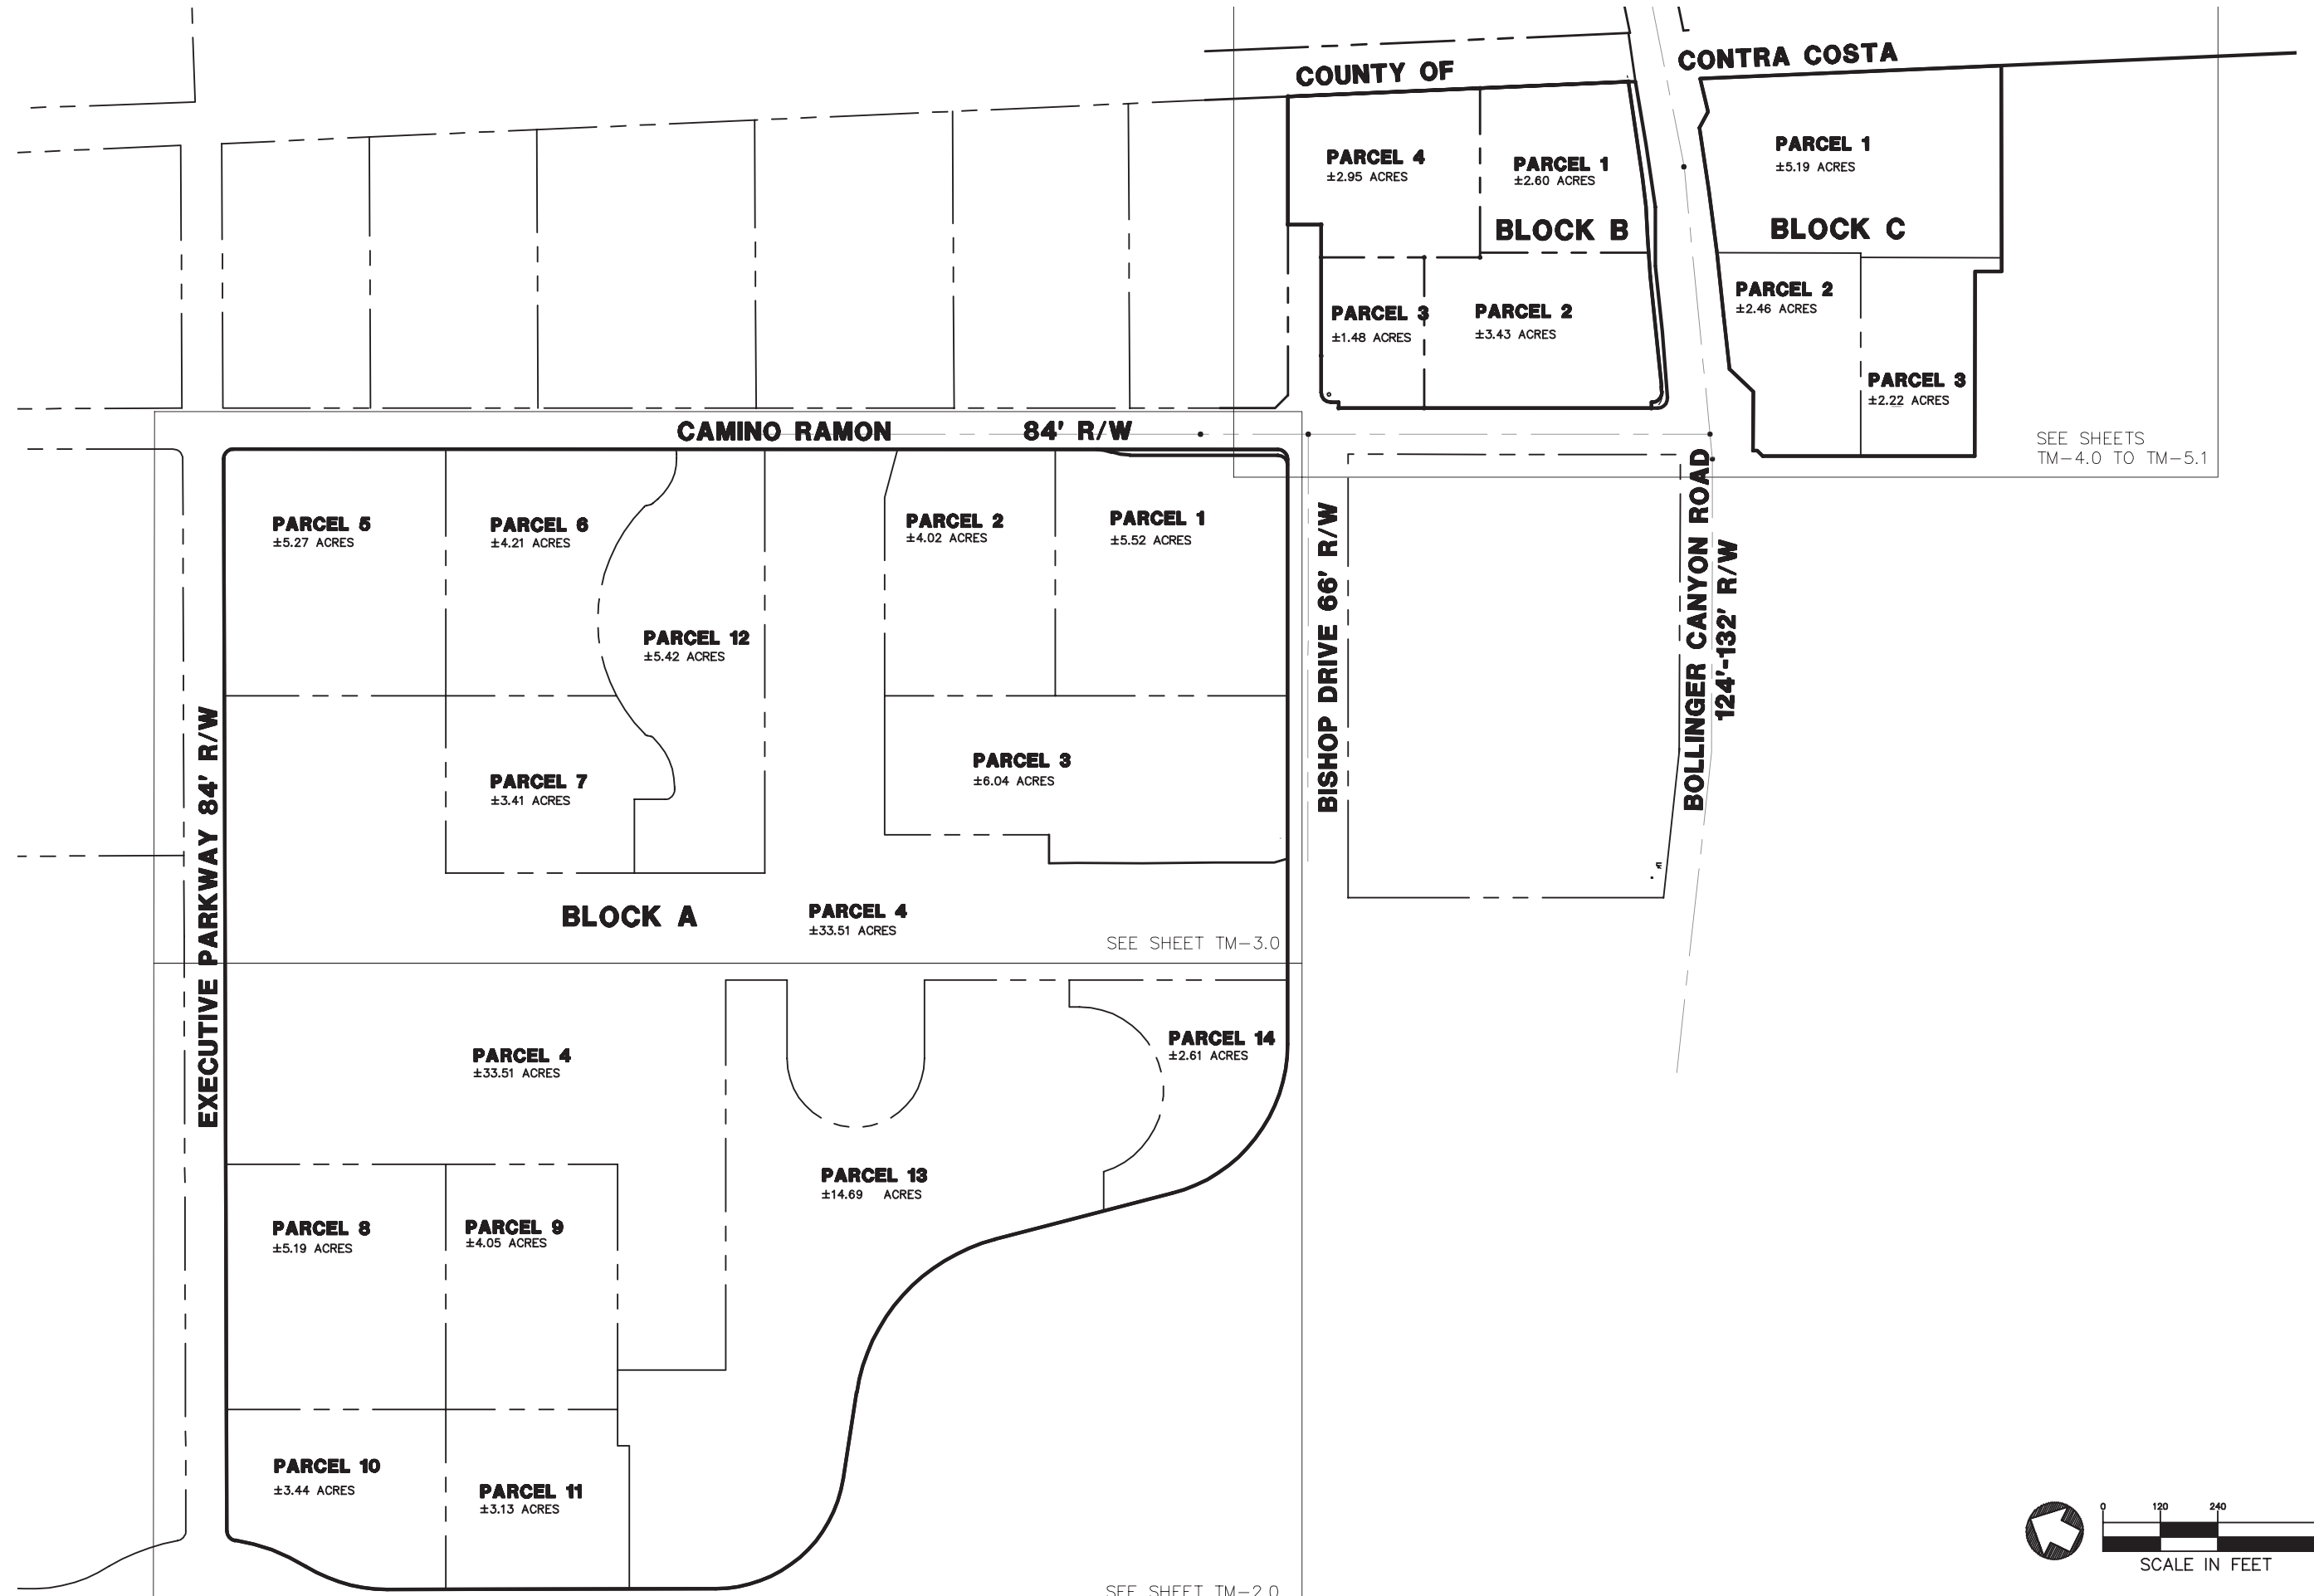 COUNTY OF
CONTRA COSTA
PARCEL 4
±2.95 ACRES
PARCEL 1
±2.60 ACRES
BLOCK B
PARCEL 3
±1.48 ACRES
PARCEL 2
±3.43 ACRES
PARCEL 1
±5.19 ACRES
BLOCK C
PARCEL 2
±2.46 ACRES
PARCEL 3
±2.22 ACRES
SEE SHEETS
TM-4.0 TO TM-5.1
CAMINO RAMON 84' R/W
PARCEL 5
±5.27 ACRES
PARCEL 6
±4.21 ACRES
PARCEL 12
±5.42 ACRES
PARCEL 2
±4.02 ACRES
PARCEL 1
±5.52 ACRES
BISHOP DRIVE 66' R/W
BOLLINGER CANYON ROAD
124'-132' R/W
EXECUTIVE PARKWAY 84' R/W
PARCEL 7
±3.41 ACRES
PARCEL 3
±6.04 ACRES
BLOCK A
PARCEL 4
±33.51 ACRES
SEE SHEET TM-3.0
PARCEL 4
±33.51 ACRES
PARCEL 14
±2.61 ACRES
PARCEL 13
±14.69 ACRES
PARCEL 8
±5.19 ACRES
PARCEL 9
±4.05 ACRES
PARCEL 10
±3.44 ACRES
PARCEL 11
±3.13 ACRES
SEE SHEET TM-2.0
0 120 240
SCALE IN FEET